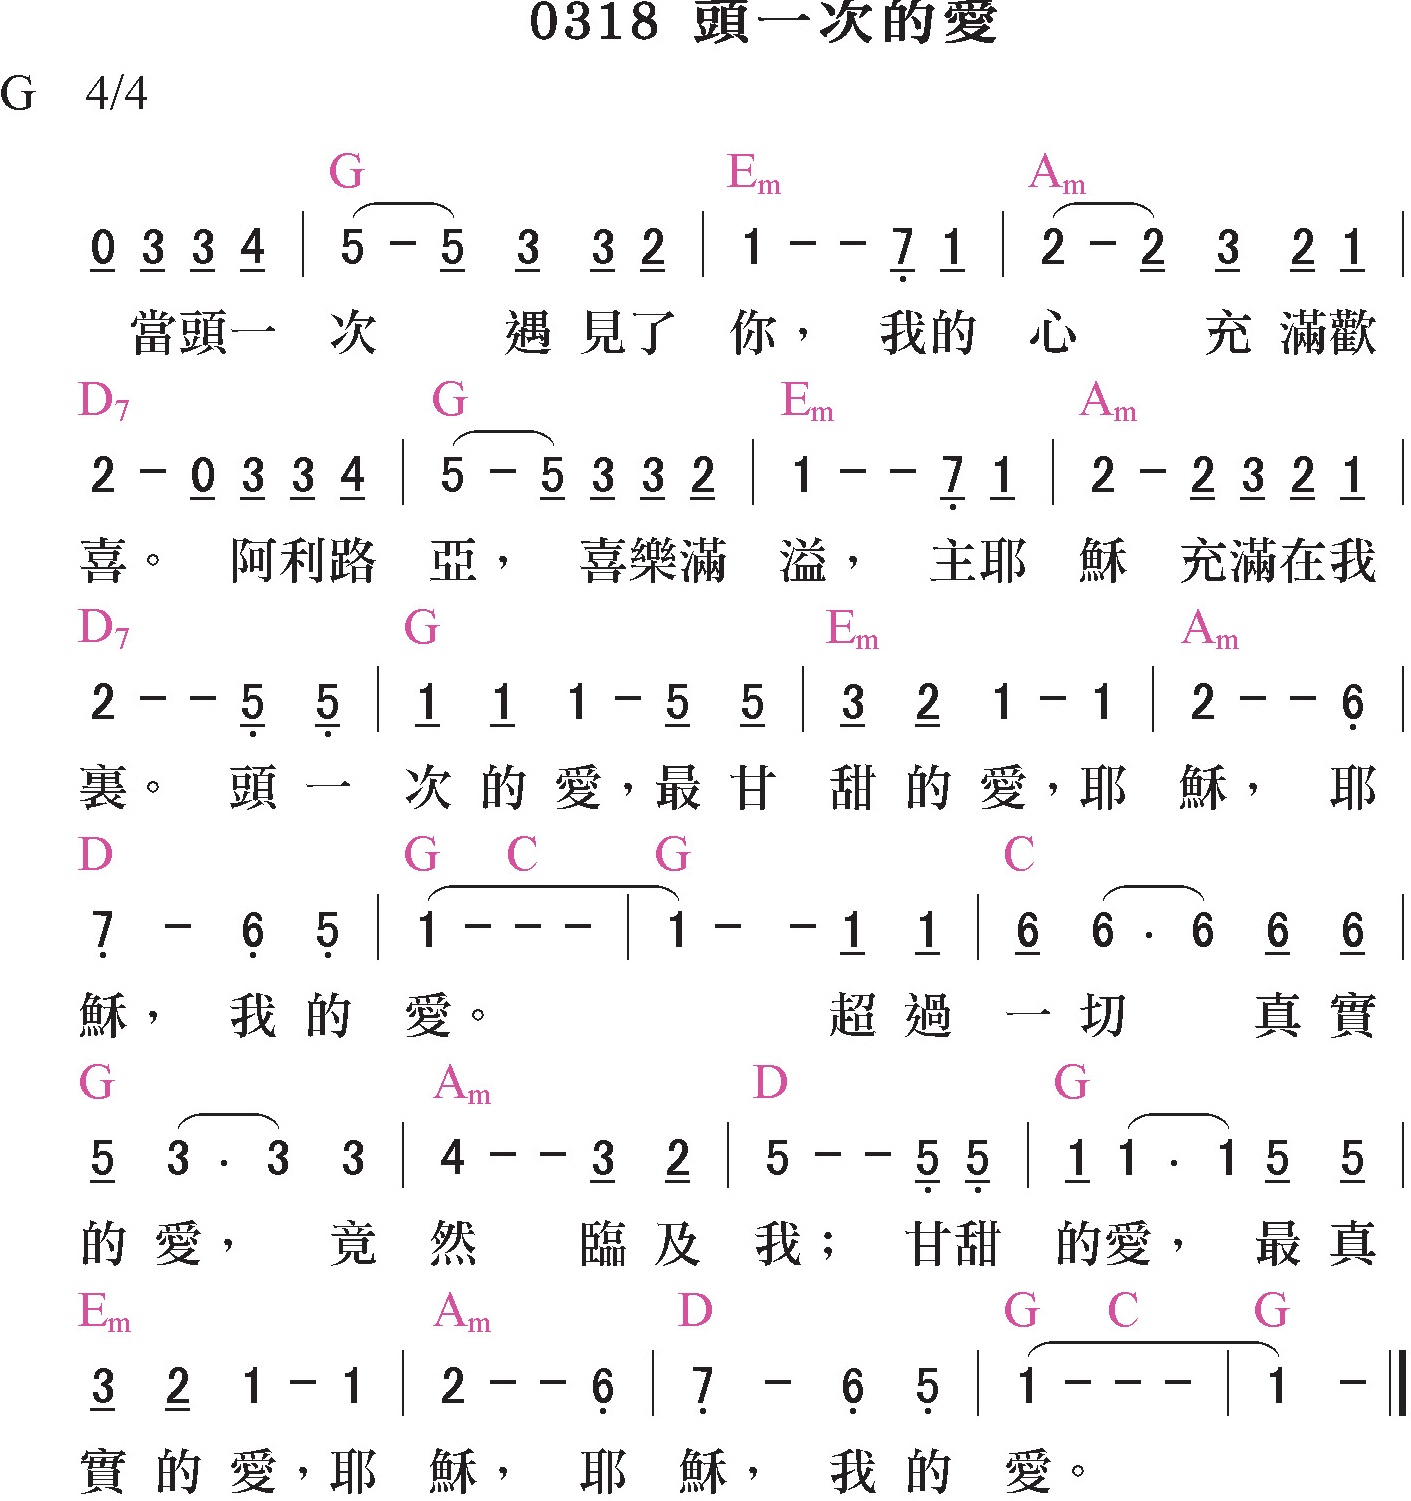 0318 頭一次的愛
G 4/4
G Em Am
0 3 3 4 | 5 - 5 3 3 2 | 1 - - 7 1 | 2 - 2 3 2 1 |
當頭一 次 遇 見了 你， 我的 心 充 滿歡
D7 G Em Am
2 - 0 3 3 4 | 5 - 5 3 3 2 | 1 - - 7 1 | 2 - 2 3 2 1 |
喜。 阿利路 亞， 喜樂滿 溢， 主耶 穌 充滿在我
D7 G Em Am
2 - - 5 5 | 1 1 1 - 5 5 | 3 2 1 - 1 | 2 - - 6 |
裏。 頭 一 次 的 愛，最 甘 甜 的 愛，耶 穌， 耶
D G C G C
7 - 6 5 | 1 - - - | 1 - - 1 1 | 6 6 . 6 6 6 |
穌， 我 的 愛。 超 過 一 切 真 實
G Am D G
5 3 . 3 3 | 4 - - 3 2 | 5 - - 5 5 | 1 1 . 1 5 5 |
的 愛， 竟 然 臨 及 我； 甘甜 的愛， 最 真
Em Am D G C G
3 2 1 - 1 | 2 - - 6 | 7 - 6 5 | 1 - - - | 1 - ‖
實 的 愛，耶 穌， 耶 穌， 我 的 愛。